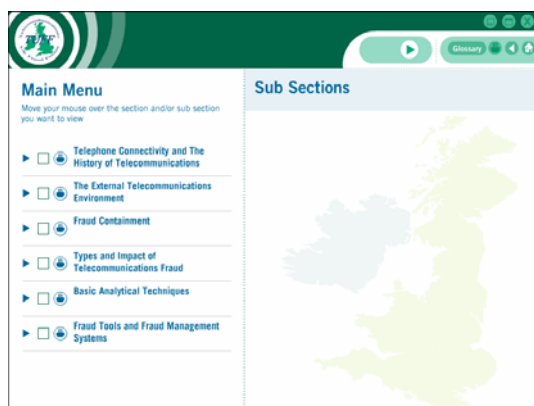 TUFF
Glossary
Main Menu
Move your mouse over the section and/or sub section
you want to view
Telephone Connectivity and The
History of Telecommunications
The External Telecommunications
Environment
Fraud Containment
Types and Impact of
Telecommunications Fraud
Basic Analytical Techniques
Fraud Tools and Fraud Management
Systems
Sub Sections